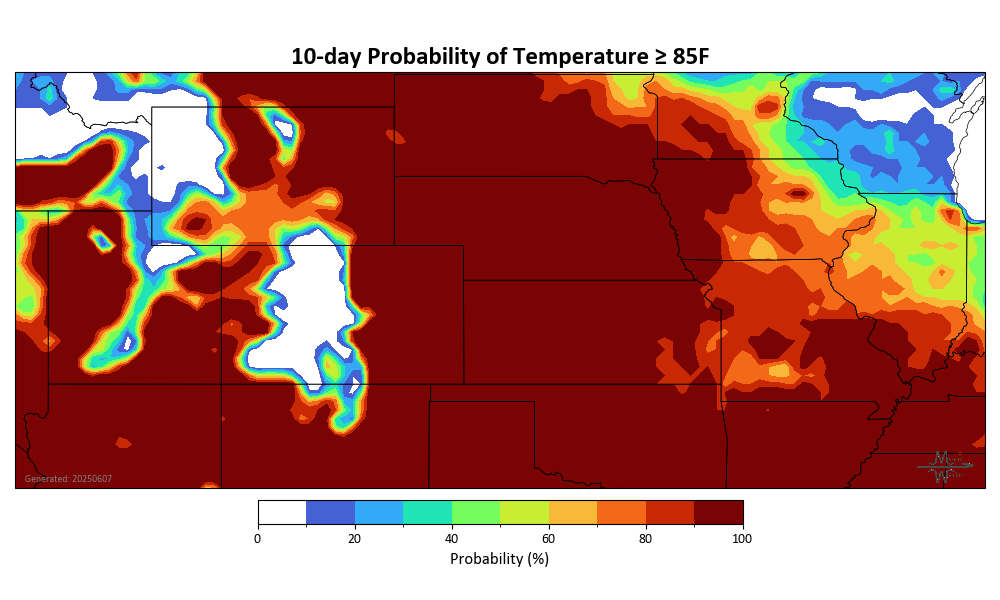 10-day Probability of Temperature ≥ 85F
Generated: 20250607
0 20 40 60 80 100
Probability (%)